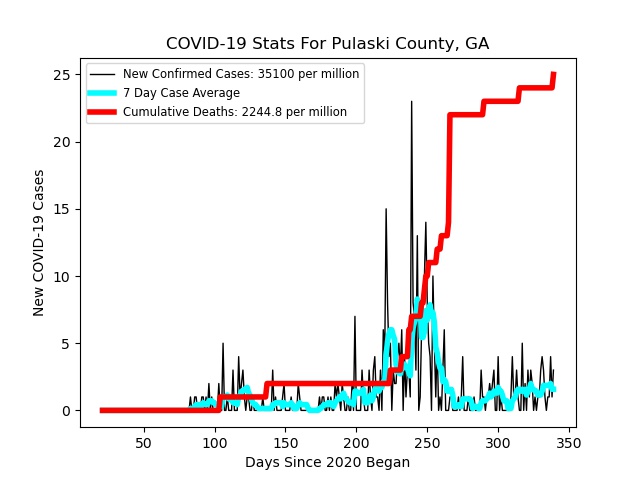 COVID-19 Stats For Pulaski County, GA
New Confirmed Cases: 35100 per million
7 Day Case Average
Cumulative Deaths: 2244.8 per million
New COVID-19 Cases
25
20
15
10
5
0
50 100 150 200 250 300 350
Days Since 2020 Began